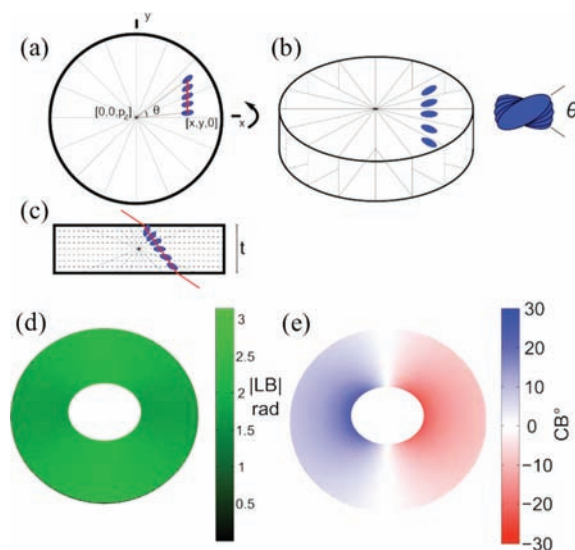 y
(a)
(b)
[0,0,p_z]
θ
[x,y,0]
x
θ
(c)
t
(d)
(e)
3
2.5
2
1.5
1
0.5
|LB|
rad
30
20
10
0
−10
−20
−30
CB°